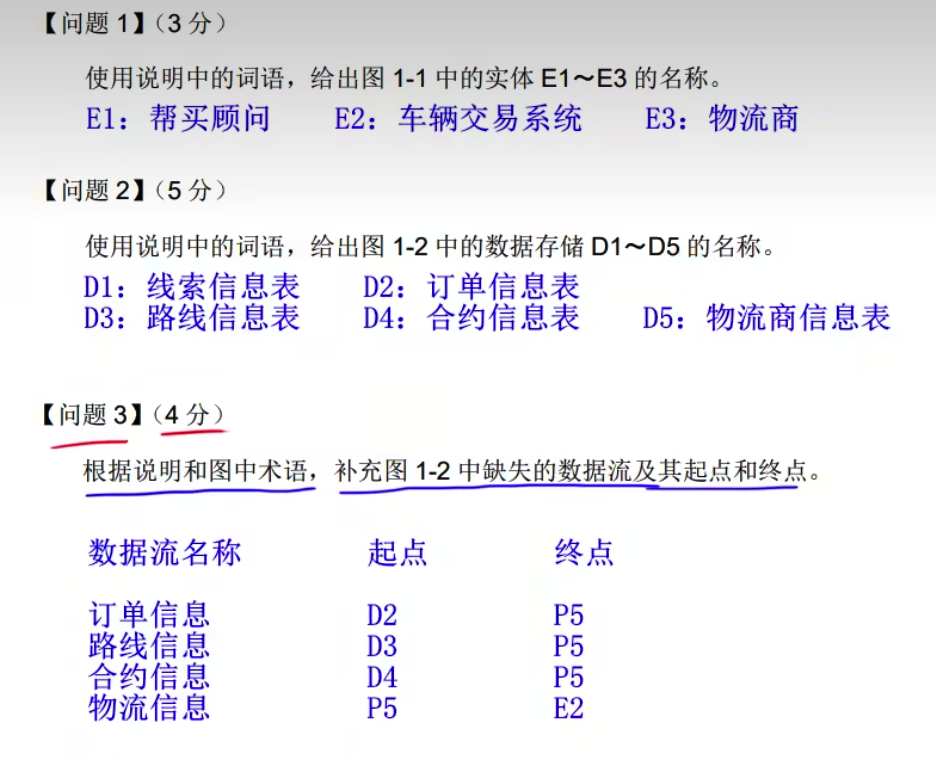 【问题 1】（3 分）
使用说明中的词语，给出图 1-1 中的实体 E1～E3 的名称。
E1：帮买顾问 E2：车辆交易系统 E3：物流商
【问题 2】（5 分）
使用说明中的词语，给出图 1-2 中的数据存储 D1～D5 的名称。
D1：线索信息表 D2：订单信息表
D3：路线信息表 D4：合约信息表 D5：物流商信息表
【问题 3】（4 分）
根据说明和图中术语，补充图 1-2 中缺失的数据流及其起点和终点。
数据流名称 起点 终点
订单信息 D2 P5
路线信息 D3 P5
合约信息 D4 P5
物流信息 P5 E2